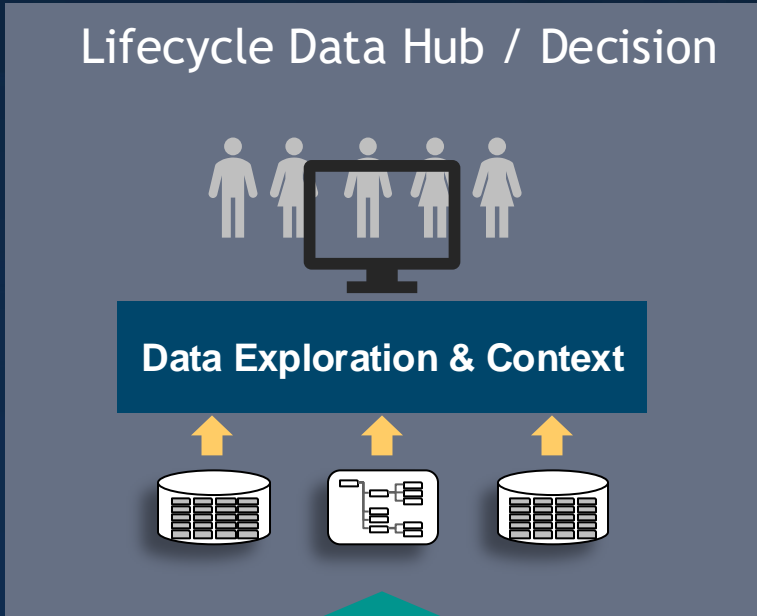 Lifecycle Data Hub / Decision
Data Exploration & Context